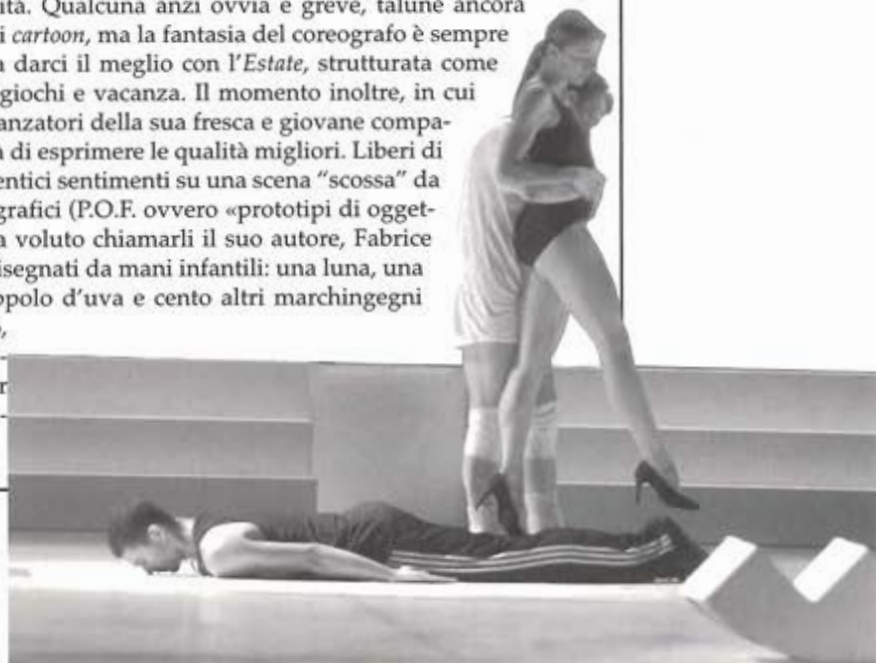 ità. Qualcuna anzi ovvia e greve, talune ancora
i cartoon, ma la fantasia del coreografo è sempre
a darci il meglio con l'Estate, strutturata come
giochi e vacanza. Il momento inoltre, in cui
anzatori della sua fresca e giovane compa-
a di esprimere le qualità migliori. Liberi di
entici sentimenti su una scena "scossa" da
grafici (P.O.F. ovvero «prototipi di ogget-
a voluto chiamarli il suo autore, Fabrice
isegnati da mani infantili: una luna, una
ppolo d'uva e cento altri marchingegni